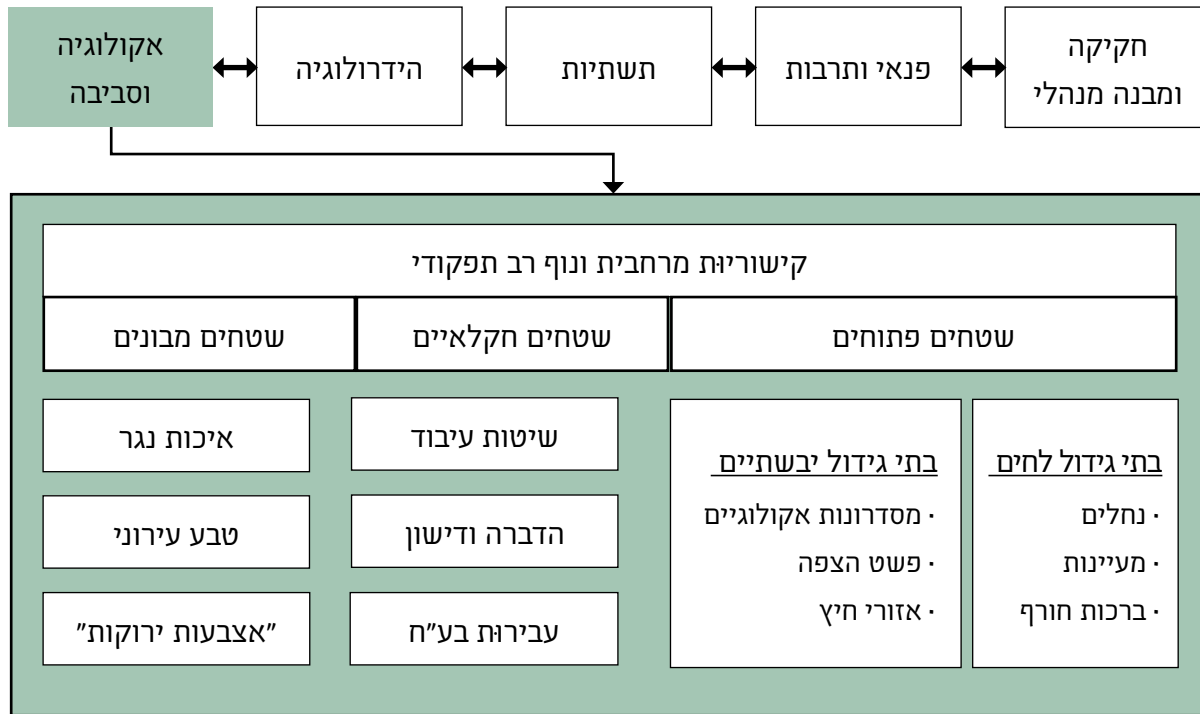 חקיקה
ומבנה מנהלי
פנאי ותרבות
תשתיות
הידרולוגיה
אקולוגיה
וסביבה
קישוריוּת מרחבית ונוף רב תפקודי
שטחים פתוחים
שטחים חקלאיים
שטחים מבונים
בתי גידול לחים
· נחלים
· מעיינות
· ברכות חורף
בתי גידול יבשתיים
· מסדרונות אקולוגיים
· פשט הצפה
· אזורי חיץ
שיטות עיבוד
הדברה ודישון
עבירוּת בע"ח
איכות נגר
טבע עירוני
"אצבעות ירוקות"